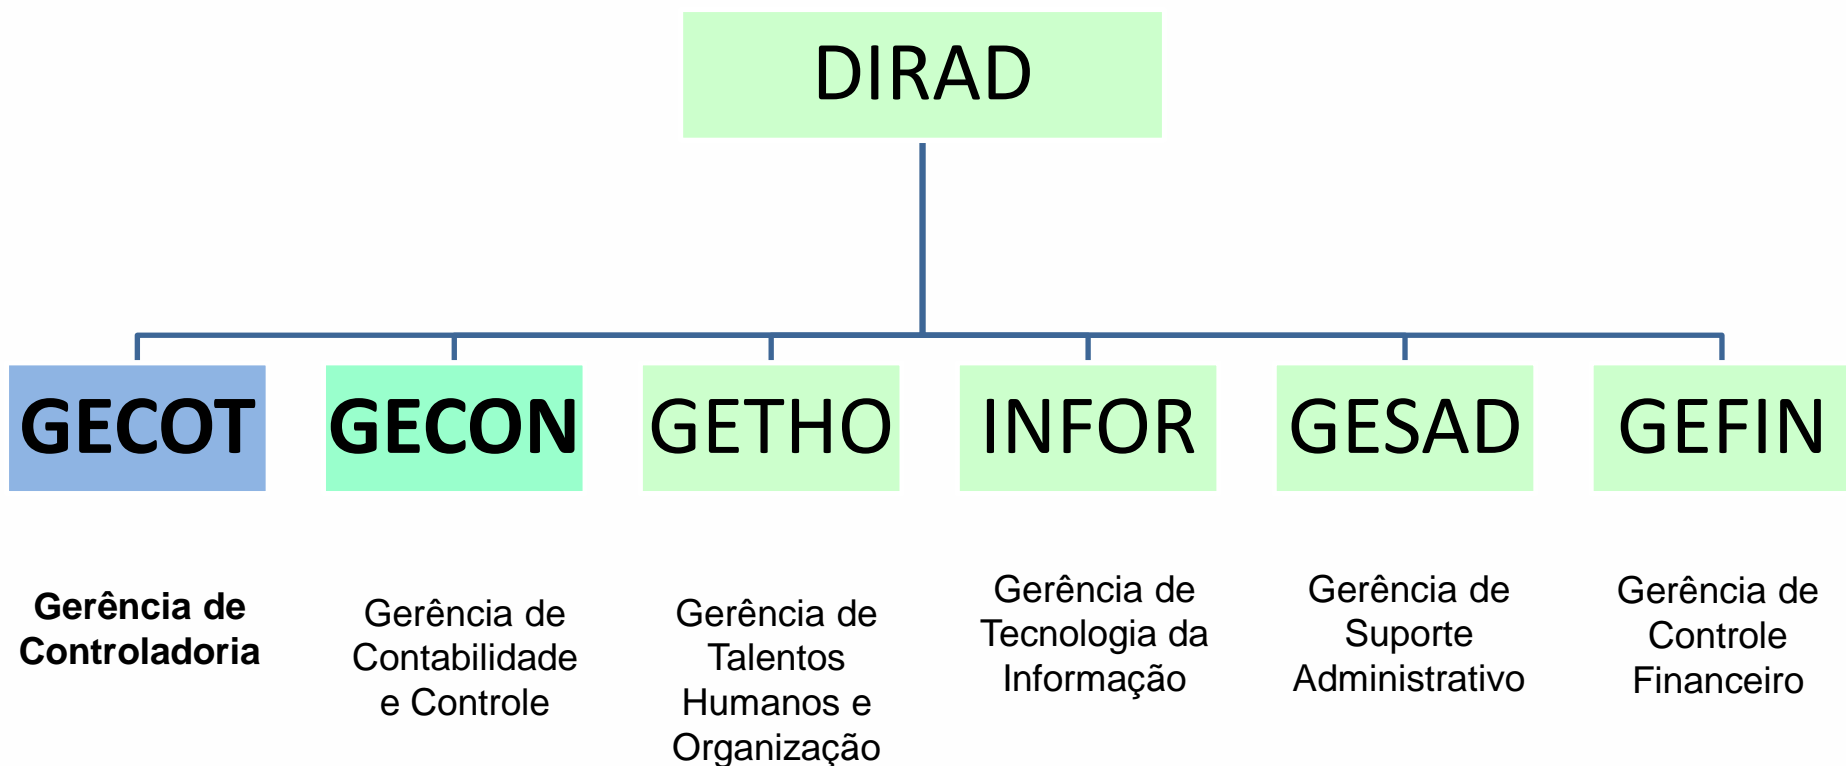 DIRAD
GECOT
GECON
GETHO
INFOR
GESAD
GEFIN
Gerência de
Controladoria
Gerência de
Contabilidade
e Controle
Gerência de
Talentos
Humanos e
Organização
Gerência de
Tecnologia da
Informação
Gerência de
Suporte
Administrativo
Gerência de
Controle
Financeiro